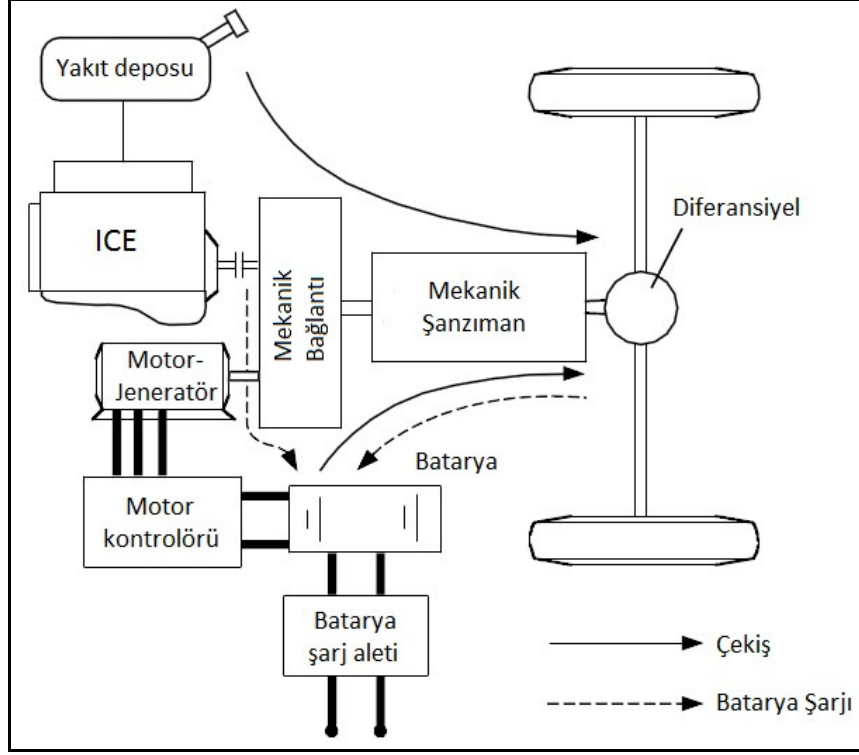 Yakıt deposu
ICE
Mekanik
Bağlantı
Mekanik
Şanzıman
Diferansiyel
Motor-
Jeneratör
Batarya
Motor
kontrolörü
Batarya
şarj aleti
Çekiş
Batarya Şarjı